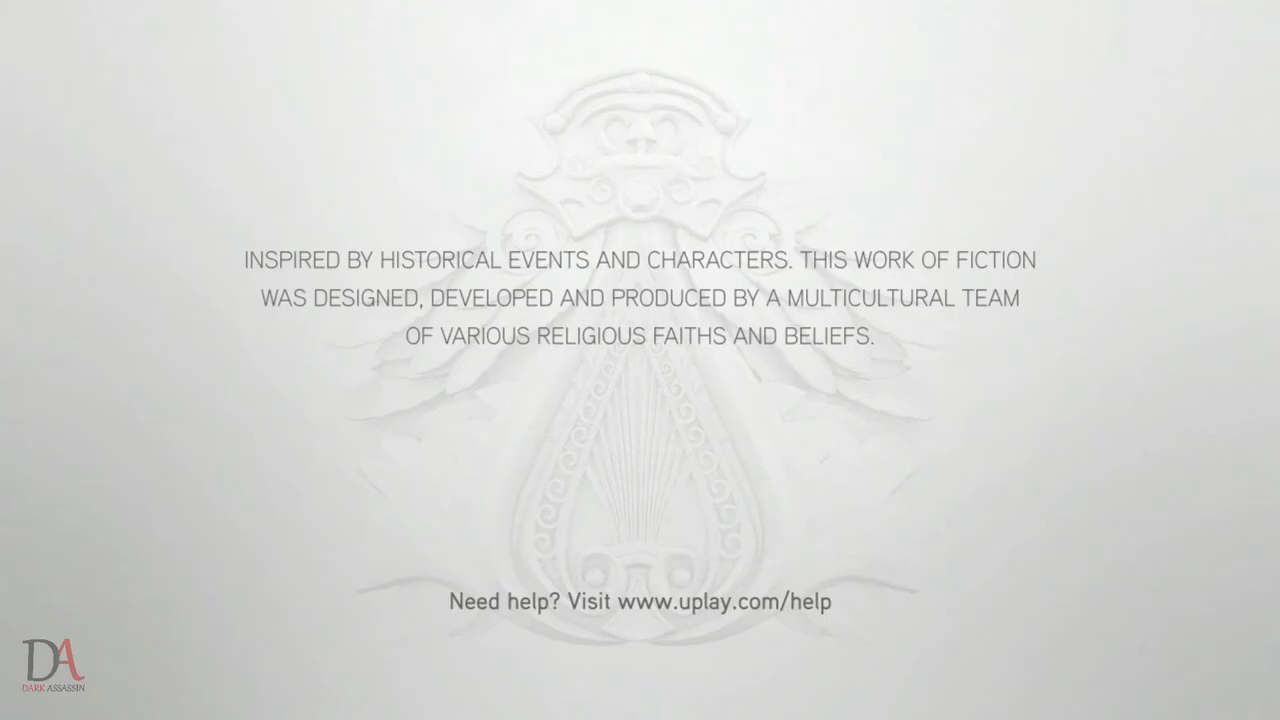 INSPIRED BY HISTORICAL EVENTS AND CHARACTERS. THIS WORK OF FICTION
WAS DESIGNED, DEVELOPED AND PRODUCED BY A MULTICULTURAL TEAM
OF VARIOUS RELIGIOUS FAITHS AND BELIEFS.
Need help? Visit www.uplay.com/help
DA
DARK ASSASSIN